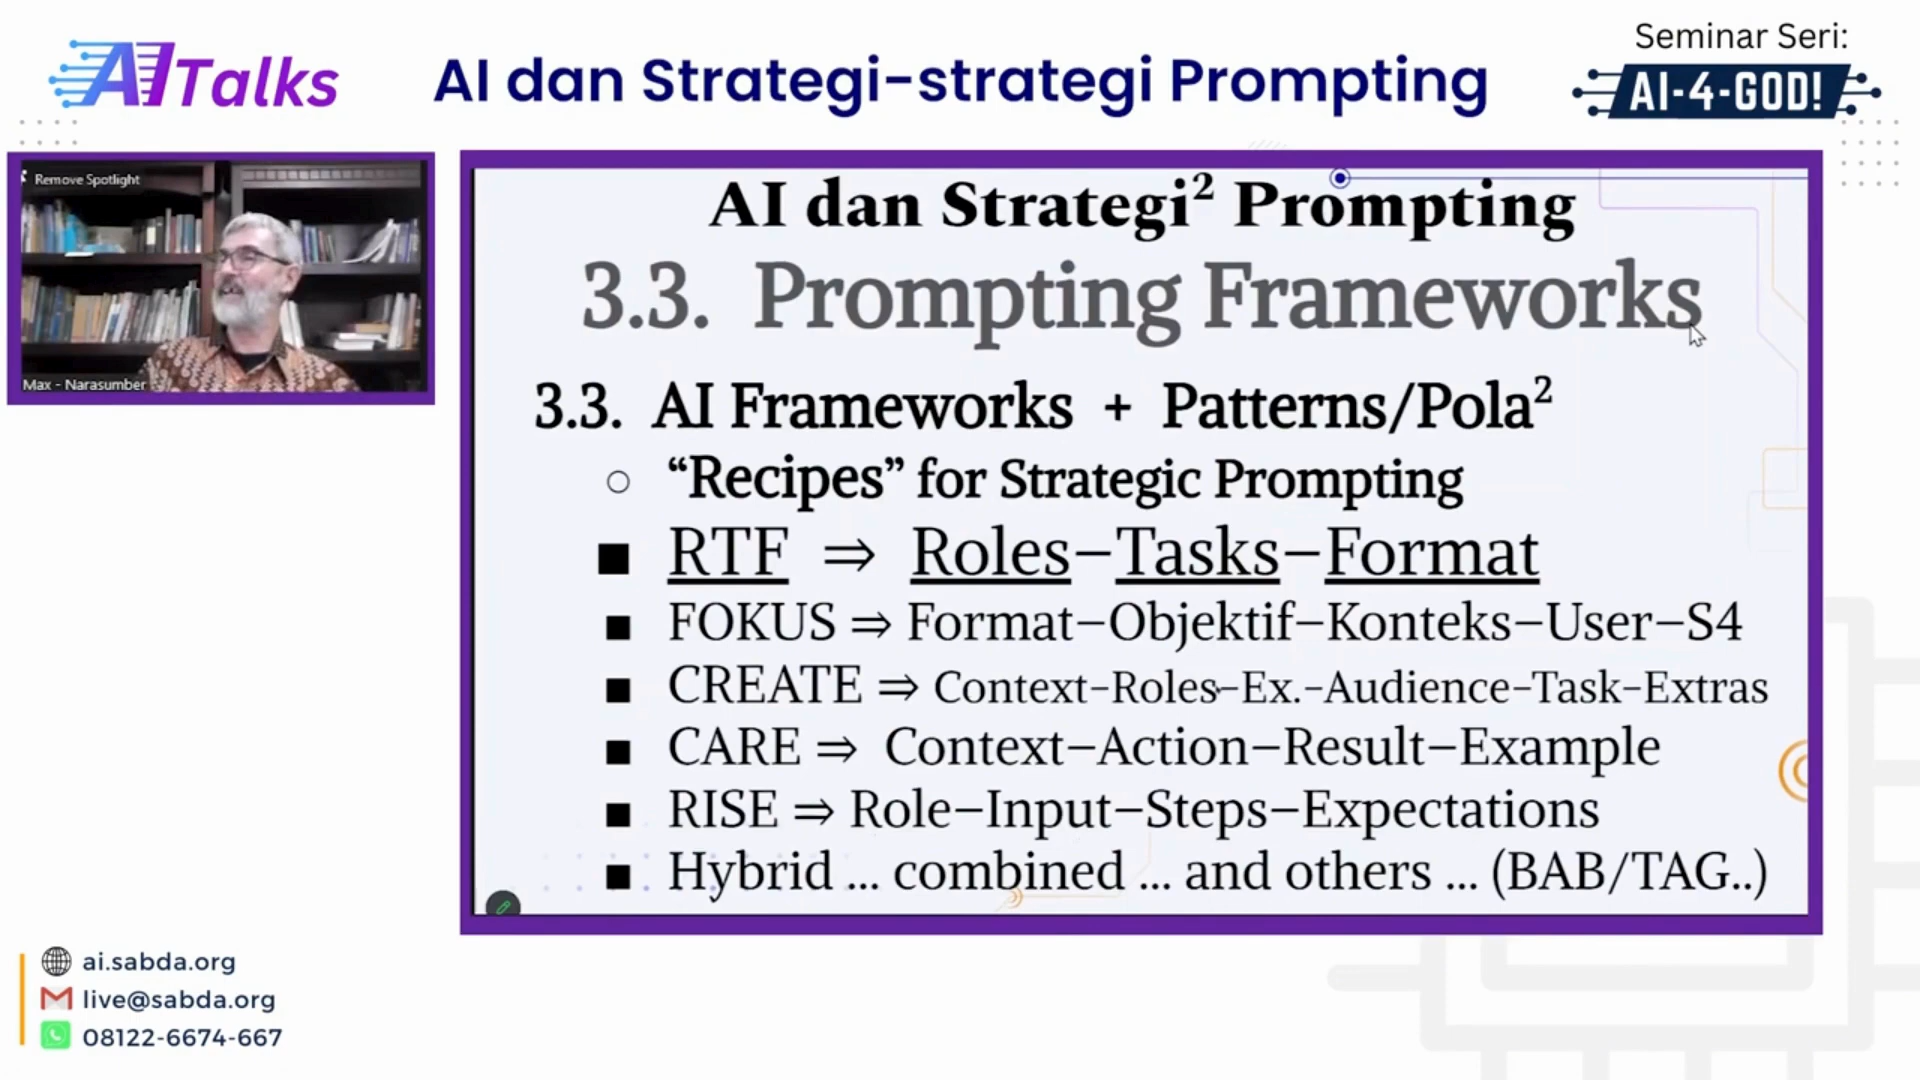 AI Talks
AI dan Strategi-strategi Prompting
Seminar Seri:
AI-4-GOD!
Remove Spotlight
Max - Narasumber
AI dan Strategi² Prompting
3.3. Prompting Frameworks
3.3. AI Frameworks + Patterns/Pola²
○ “Recipes” for Strategic Prompting
■ RTF ⇒ Roles–Tasks–Format
■ FOKUS ⇒ Format–Objektif–Konteks–User–S4
■ CREATE ⇒ Context–Roles–Ex.–Audience–Task–Extras
■ CARE ⇒ Context–Action–Result–Example
■ RISE ⇒ Role–Input–Steps–Expectations
■ Hybrid ... combined ... and others ... (BAB/TAG..)
ai.sabda.org
live@sabda.org
08122-6674-667